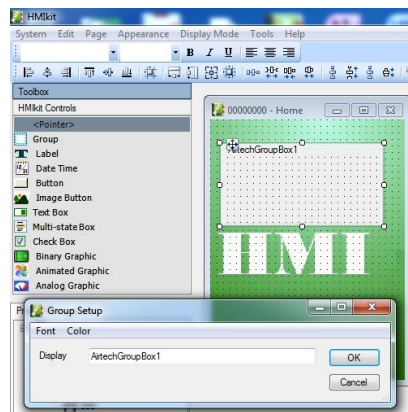 HMIkit
System Edit Page Appearance Display Mode Tools Help
B I U
Toolbox
HMIkit Controls
<Pointer>
Group
Label
Date Time
Button
Image Button
Text Box
Multi-state Box
Check Box
Binary Graphic
Animated Graphic
Analog Graphic
00000000 - Home
AirtechGroupBox1
HMI
Group Setup
Font Color
Display AirtechGroupBox1
OK
Cancel